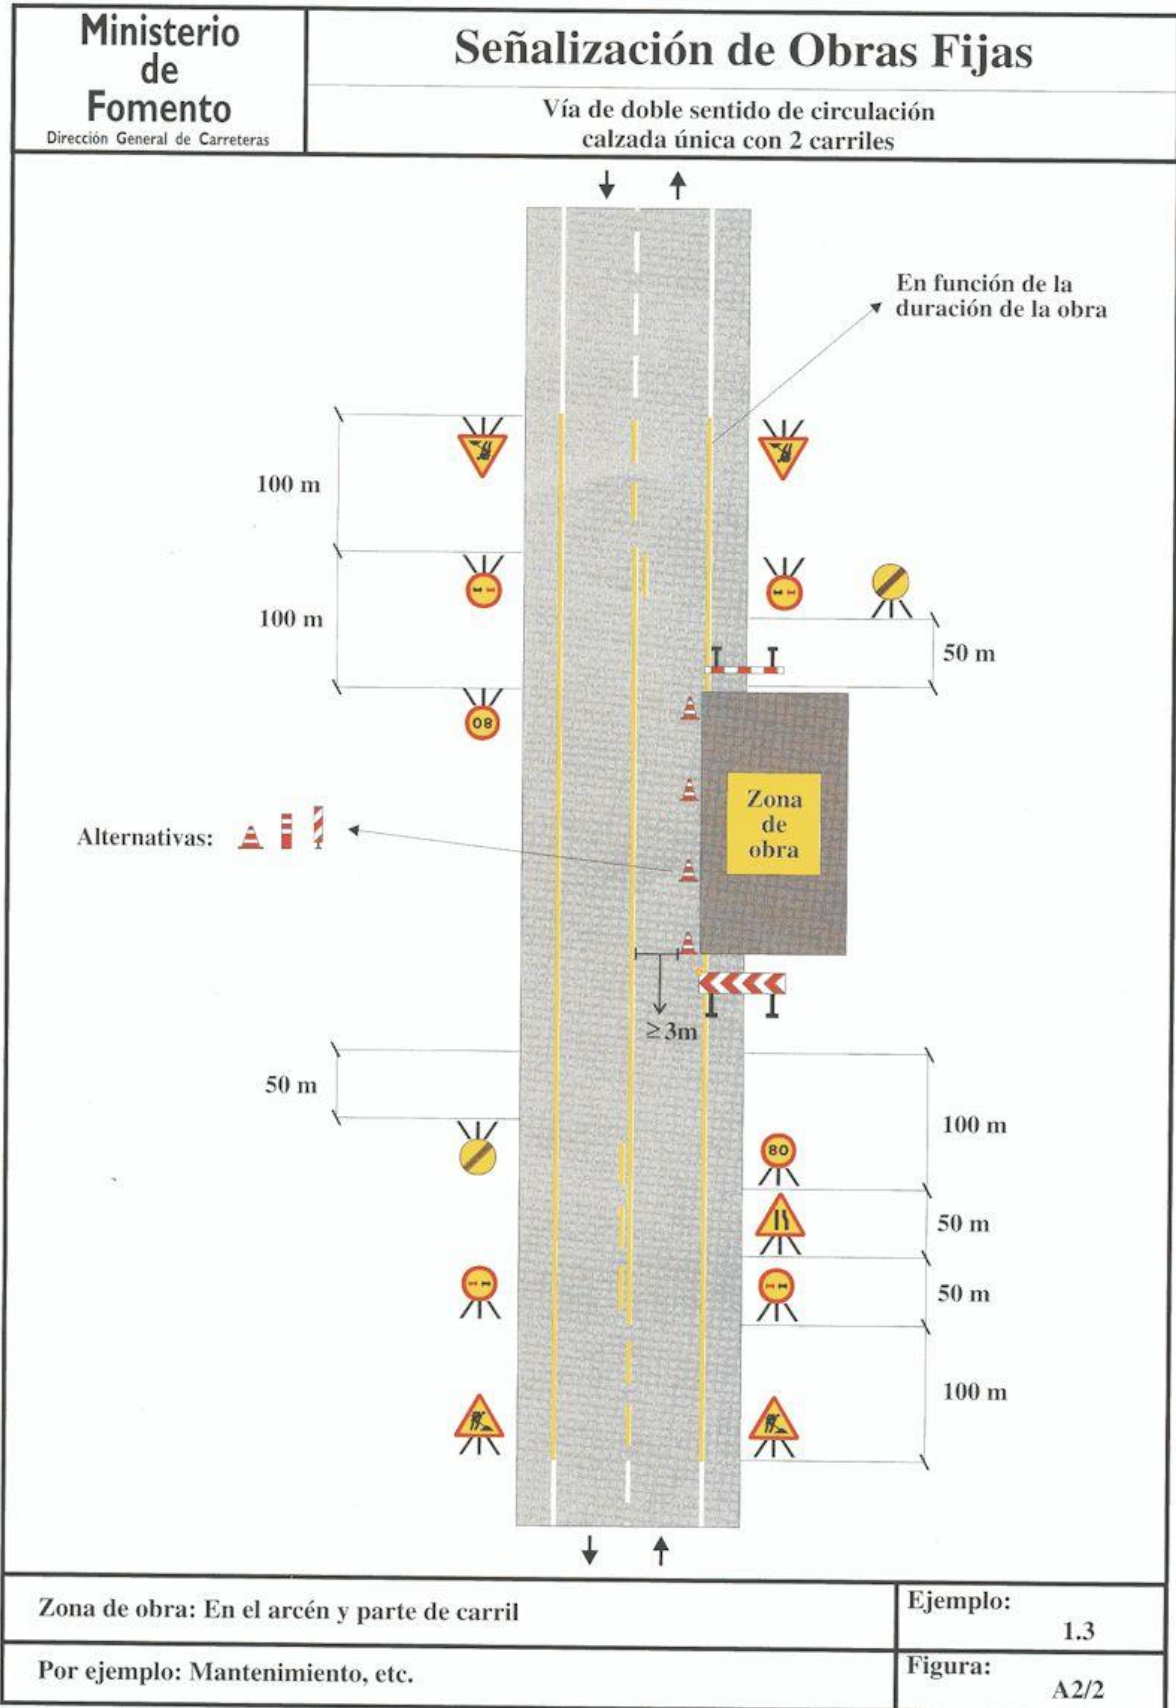 Ministerio
de
Fomento
Dirección General de Carreteras
Señalización de Obras Fijas
Vía de doble sentido de circulación
calzada única con 2 carriles
En función de la
duración de la obra
100 m
100 m
50 m
80
Zona
de
obra
Alternativas:
≥ 3m
50 m
100 m
80
50 m
50 m
100 m
Zona de obra: En el arcén y parte de carril
Ejemplo:
1.3
Por ejemplo: Mantenimiento, etc.
Figura:
A2/2